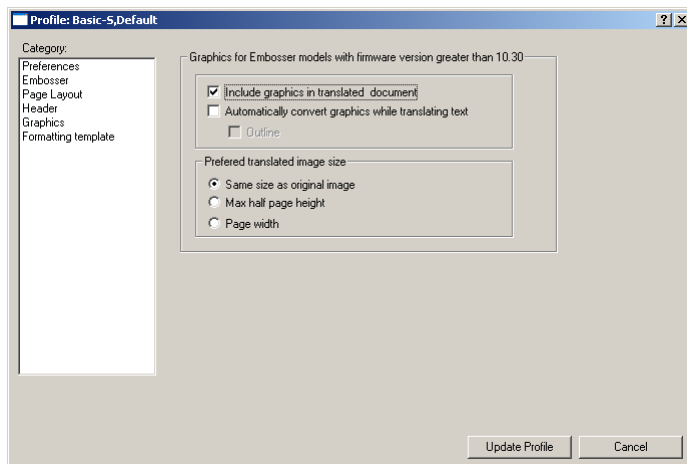 Profile: Basic-S,Default
Category:
Preferences
Embosser
Page Layout
Header
Graphics
Formatting template
Graphics for Embosser models with firmware version greater than 10.30
Include graphics in translated document
Automatically convert graphics while translating text
Outline
Prefered translated image size
Same size as original image
Max half page height
Page width
Update Profile Cancel